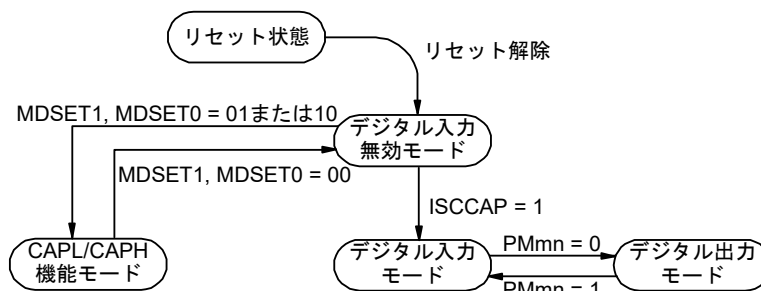 リセット状態
リセット解除
MDSET1, MDSET0 = 01または10
デジタル入力
無効モード
MDSET1, MDSET0 = 00
ISCCAP = 1
CAPL/CAPH
機能モード
デジタル入力
モード
PMmn = 0
PMmn = 1
デジタル出力
モード